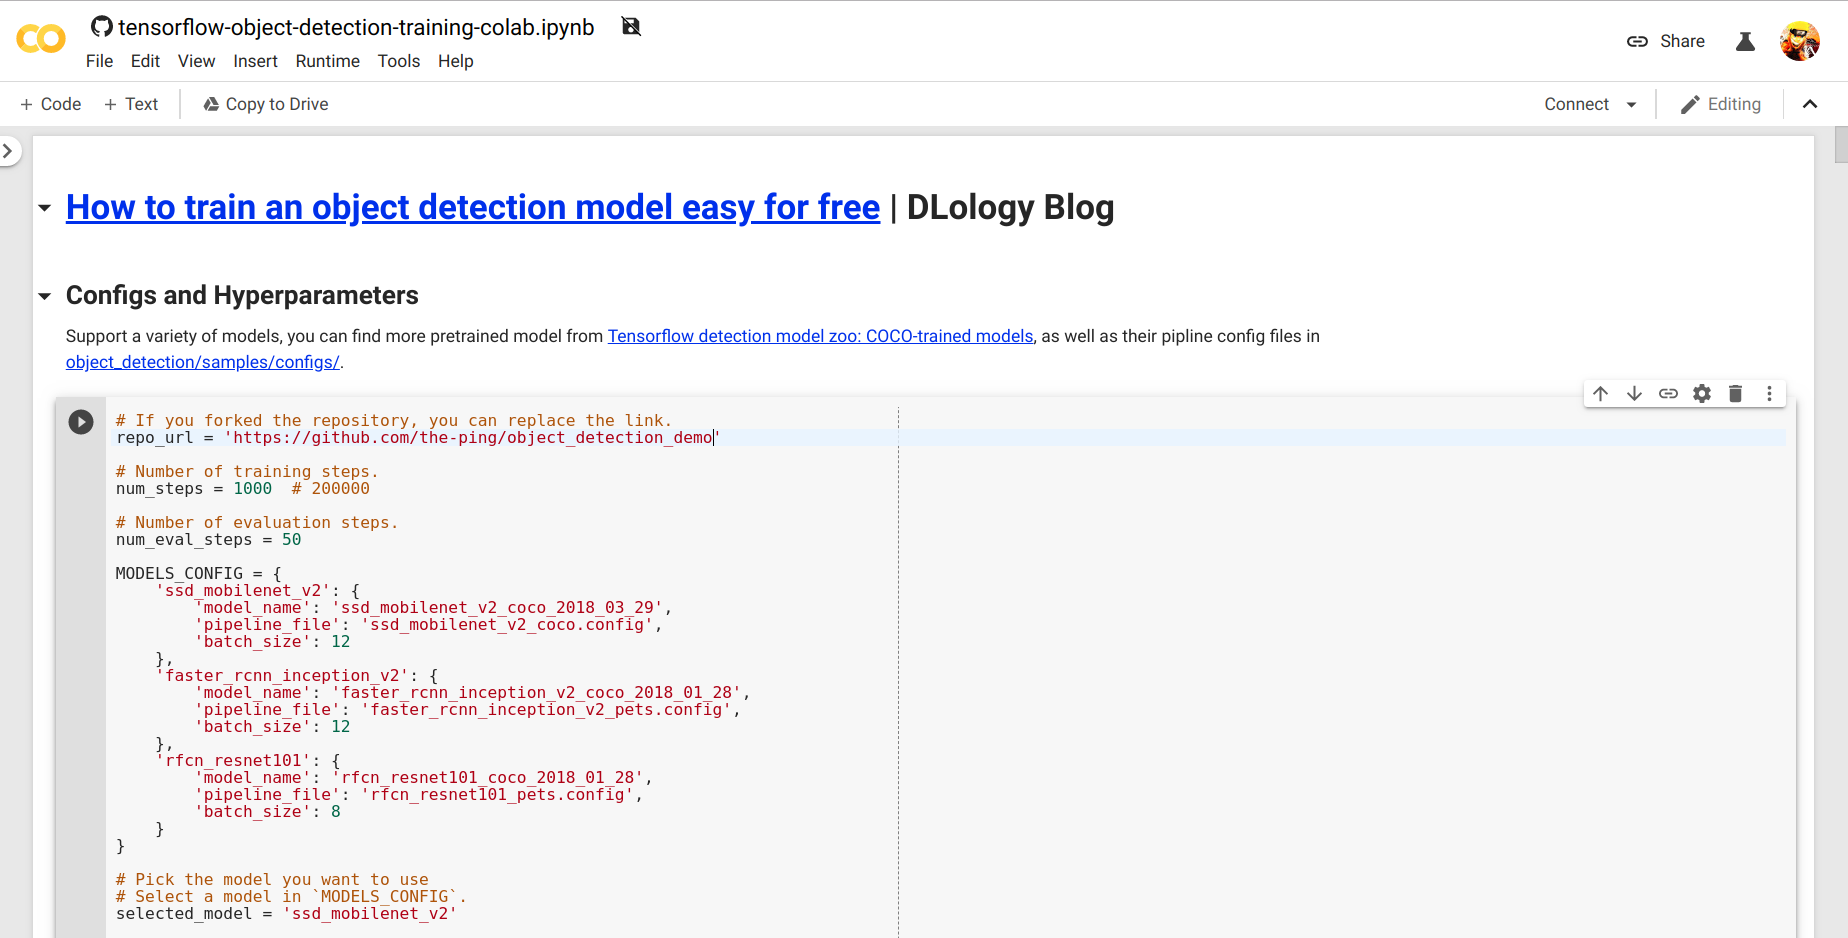 tensorflow-object-detection-training-colab.ipynb
File Edit View Insert Runtime Tools Help
Share
+ Code + Text Copy to Drive
Connect Editing
How to train an object detection model easy for free | DLology Blog
Configs and Hyperparameters
Support a variety of models, you can find more pretrained model from Tensorflow detection model zoo: COCO-trained models, as well as their pipline config files in
object_detection/samples/configs/.
# If you forked the repository, you can replace the link.
repo_url = 'https://github.com/the-ping/object_detection_demo'
# Number of training steps.
num_steps = 1000  # 200000
# Number of evaluation steps.
num_eval_steps = 50
MODELS_CONFIG = {
    'ssd_mobilenet_v2': {
        'model_name': 'ssd_mobilenet_v2_coco_2018_03_29',
        'pipeline_file': 'ssd_mobilenet_v2_coco.config',
        'batch_size': 12
    },
    'faster_rcnn_inception_v2': {
        'model_name': 'faster_rcnn_inception_v2_coco_2018_01_28',
        'pipeline_file': 'faster_rcnn_inception_v2_pets.config',
        'batch_size': 12
    },
    'rfcn_resnet101': {
        'model_name': 'rfcn_resnet101_coco_2018_01_28',
        'pipeline_file': 'rfcn_resnet101_pets.config',
        'batch_size': 8
    }
}
# Pick the model you want to use
# Select a model in `MODELS_CONFIG`.
selected_model = 'ssd_mobilenet_v2'